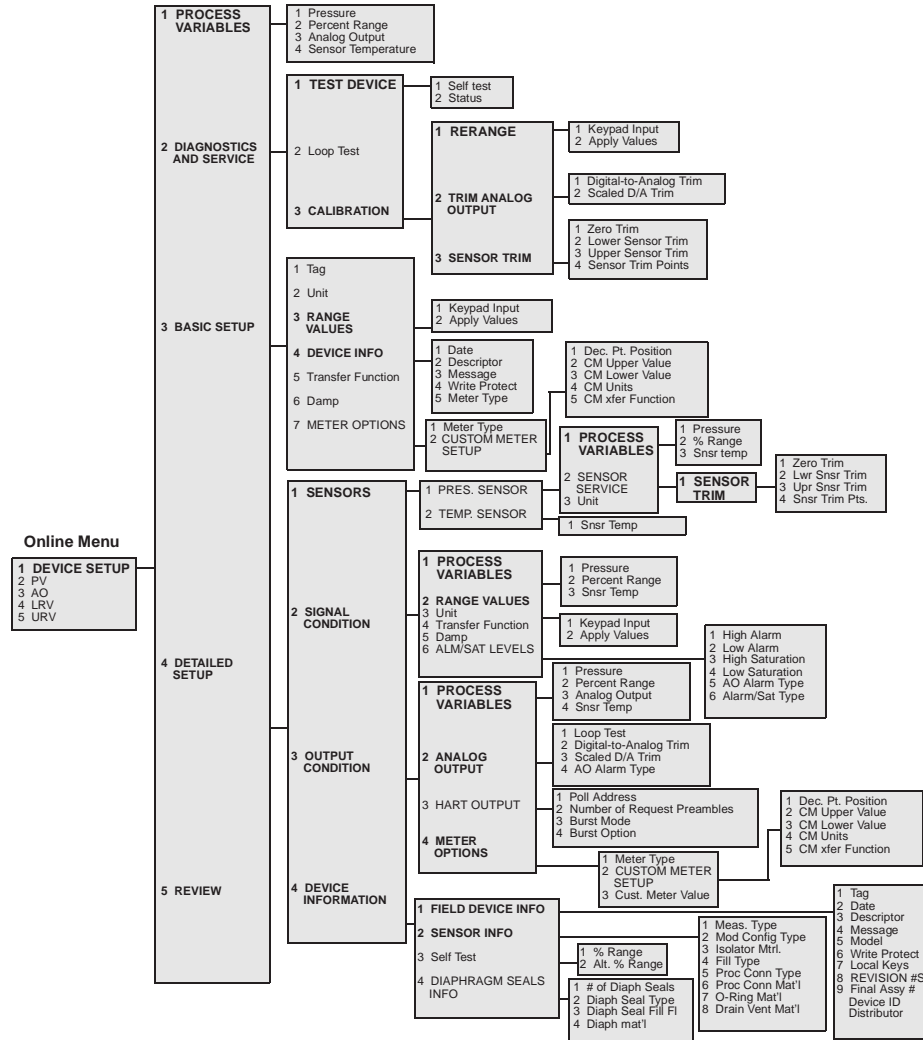 Online Menu
1 DEVICE SETUP
2 PV
3 AO
4 LRV
5 URV
1 PROCESS
VARIABLES
2 DIAGNOSTICS
AND SERVICE
3 BASIC SETUP
4 DETAILED
SETUP
5 REVIEW
1 Pressure
2 Percent Range
3 Analog Output
4 Sensor Temperature
1 TEST DEVICE
2 Loop Test
3 CALIBRATION
1 Self test
2 Status
1 RERANGE
2 TRIM ANALOG
OUTPUT
3 SENSOR TRIM
1 Keypad Input
2 Apply Values
1 Digital-to-Analog Trim
2 Scaled D/A Trim
1 Zero Trim
2 Lower Sensor Trim
3 Upper Sensor Trim
4 Sensor Trim Points
1 Tag
2 Unit
3 RANGE
VALUES
4 DEVICE INFO
5 Transfer Function
6 Damp
7 METER OPTIONS
1 Keypad Input
2 Apply Values
1 Date
2 Descriptor
3 Message
4 Write Protect
5 Meter Type
1 Meter Type
2 CUSTOM METER
SETUP
1 Dec. Pt. Position
2 CM Upper Value
3 CM Lower Value
4 CM Units
5 CM xfer Function
1 SENSORS
2 SIGNAL
CONDITION
3 OUTPUT
CONDITION
4 DEVICE
INFORMATION
1 PRES. SENSOR
2 TEMP. SENSOR
1 PROCESS
VARIABLES
2 SENSOR
SERVICE
3 Unit
1 Pressure
2 % Range
3 Snsr temp
1 SENSOR
TRIM
1 Zero Trim
2 Lwr Snsr Trim
3 Upr Snsr Trim
4 Snsr Trim Pts.
1 Snsr Temp
1 PROCESS
VARIABLES
2 RANGE VALUES
3 Unit
4 Transfer Function
5 Damp
6 ALM/SAT LEVELS
1 Pressure
2 Percent Range
3 Snsr Temp
1 Keypad Input
2 Apply Values
1 High Alarm
2 Low Alarm
3 High Saturation
4 Low Saturation
5 AO Alarm Type
6 Alarm/Sat Type
1 PROCESS
VARIABLES
2 ANALOG
OUTPUT
3 HART OUTPUT
4 METER
OPTIONS
1 Pressure
2 Percent Range
3 Analog Output
4 Snsr Temp
1 Loop Test
2 Digital-to-Analog Trim
3 Scaled D/A Trim
4 AO Alarm Type
1 Poll Address
2 Number of Request Preambles
3 Burst Mode
4 Burst Option
1 Meter Type
2 CUSTOM METER
SETUP
3 Cust. Meter Value
1 Dec. Pt. Position
2 CM Upper Value
3 CM Lower Value
4 CM Units
5 CM xfer Function
1 FIELD DEVICE INFO
2 SENSOR INFO
3 Self Test
4 DIAPHRAGM SEALS
INFO
1 % Range
2 Alt. % Range
1 # of Diaph Seals
2 Diaph Seal Type
3 Diaph Seal Fill Fl
4 Diaph mat'l
1 Meas. Type
2 Mod Config Type
3 Isolator Mtrl.
4 Fill Type
5 Proc Conn Type
6 Proc Conn Mat'l
7 O-Ring Mat'l
8 Drain Vent Mat'l
1 Tag
2 Date
3 Descriptor
4 Message
5 Model
6 Write Protect
7 Local Keys
8 REVISION #S
9 Final Assy #
Device ID
Distributor